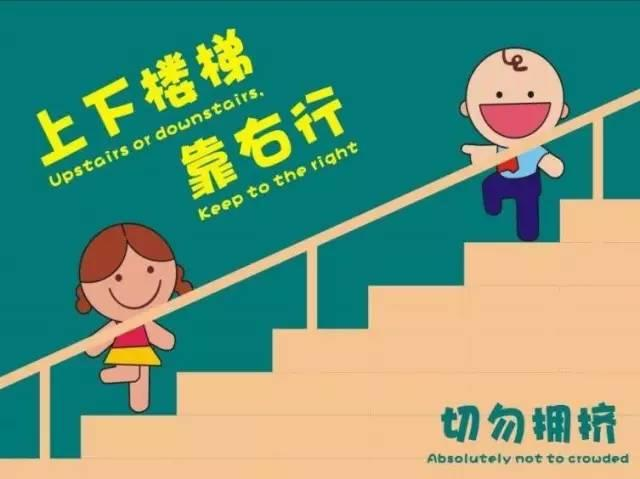 上下楼梯
Upstairs or downstairs,
靠右行
Keep to the right
切勿拥挤
Absolutely not to crowded